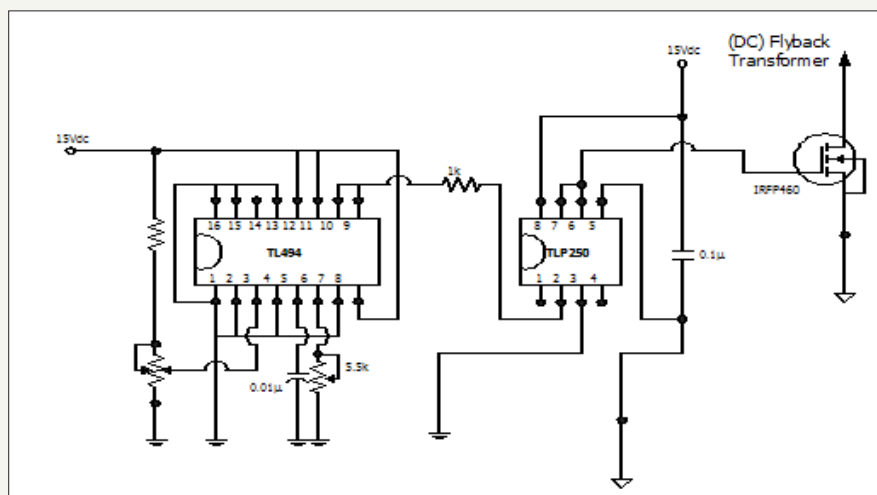 (DC) Flyback
Transformer
15Vdc
15Vdc
1k
IRFP460
16 15 14 13 12 11 10 9
8 7 6 5
TL494
TLP250
0.1µ
1 2 3 4 5 6 7 8
1 2 3 4
5.5k
0.01µ